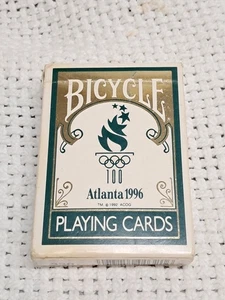 BICYCLE
100
Atlanta 1996
PLAYING CARDS